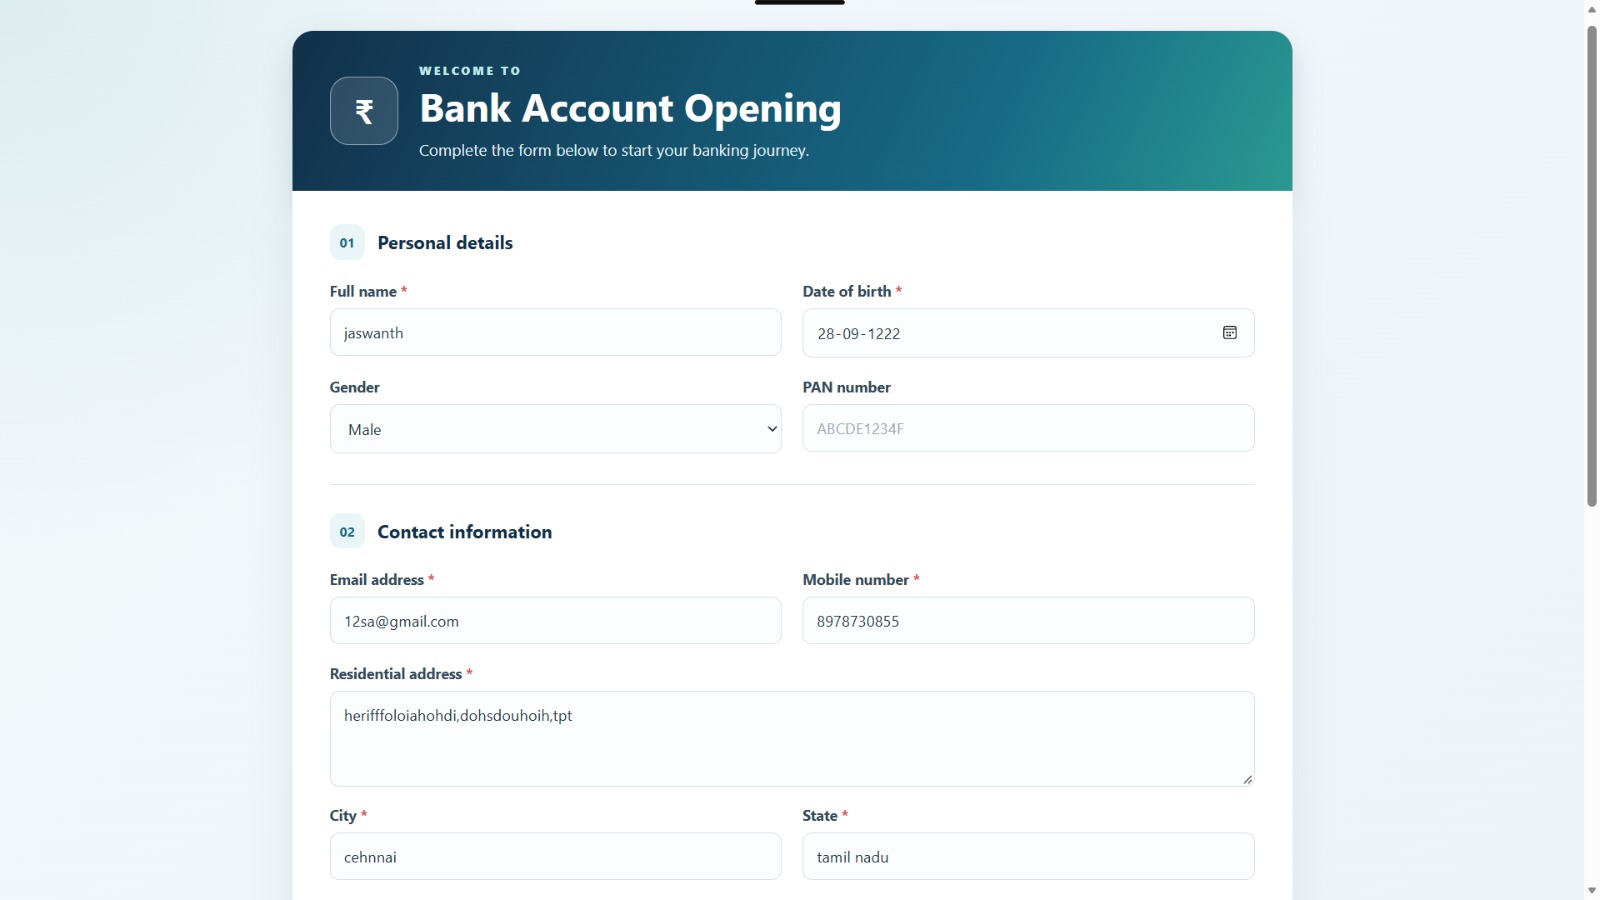 ₹
WELCOME TO
Bank Account Opening
Complete the form below to start your banking journey.
01 Personal details
Full name * Date of birth *
jaswanth 28-09-1222
Gender PAN number
Male ABCDE1234F
02 Contact information
Email address * Mobile number *
12sa@gmail.com 8978730855
Residential address *
herifffoloiahohdi,dohsdouhoih,tpt
City * State *
cehnnai tamil nadu